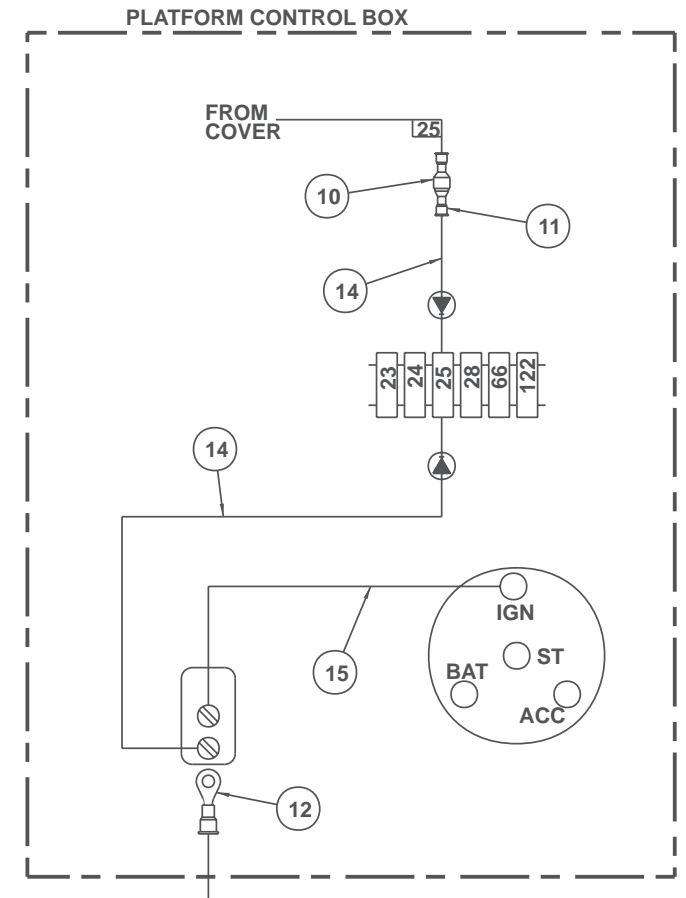 PLATFORM CONTROL BOX
FROM
COVER
25
10
11
14
23 24 25 28 66 122
14
IGN
15
ST
BAT
ACC
12